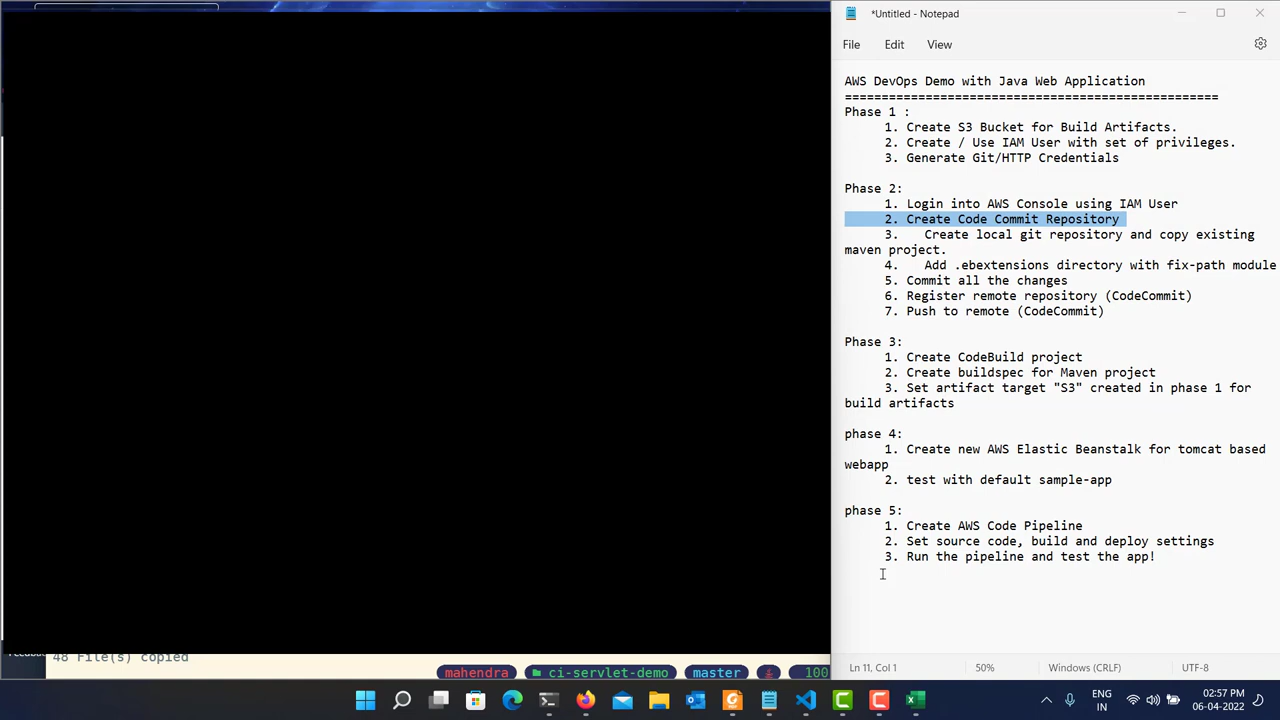 *Untitled - Notepad
File Edit View
AWS DevOps Demo with Java Web Application
===================================================
Phase 1 :
1. Create S3 Bucket for Build Artifacts.
2. Create / Use IAM User with set of privileges.
3. Generate Git/HTTP Credentials
Phase 2:
1. Login into AWS Console using IAM User
2. Create Code Commit Repository
3. Create local git repository and copy existing
maven project.
4. Add .ebextensions directory with fix-path module
5. Commit all the changes
6. Register remote repository (CodeCommit)
7. Push to remote (CodeCommit)
Phase 3:
1. Create CodeBuild project
2. Create buildspec for Maven project
3. Set artifact target "S3" created in phase 1 for
build artifacts
phase 4:
1. Create new AWS Elastic Beanstalk for tomcat based
webapp
2. test with default sample-app
phase 5:
1. Create AWS Code Pipeline
2. Set source code, build and deploy settings
3. Run the pipeline and test the app!
48 File(s) copied
mahendra ci-servlet-demo master 100
Ln 11, Col 1 50% Windows (CRLF) UTF-8
ENG
IN
02:57 PM
06-04-2022